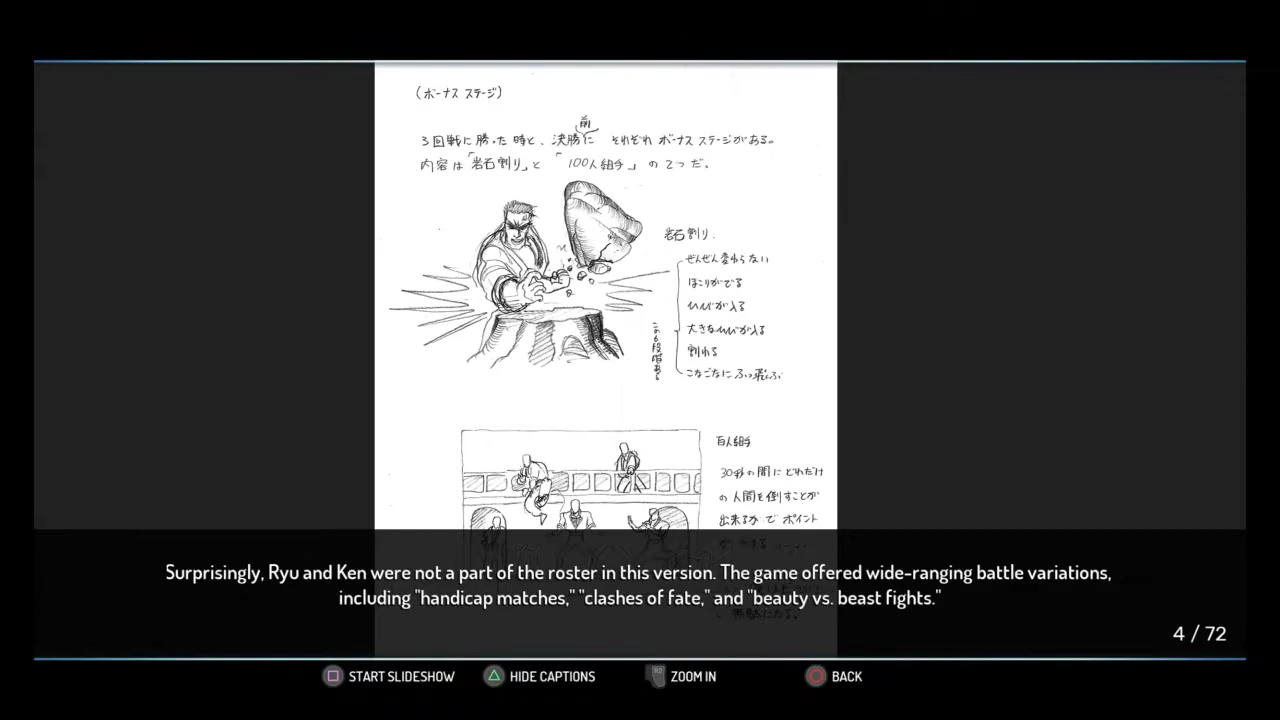 (ボーナス ステージ)
前
3回戦に勝った時と、決勝に それぞれ ボーナス ステージがある。
内容は「岩石割り」と「100人組手」の2つだ。
岩石割り.
ぜんぜん変わらない
ほこりがでる
ひびが入る
大きなひびが入る
割れる
こなごなにふっ飛ぶ
この6段階ある
百人組手
30秒の間にどれだけ
の人間を倒すことが
出来るかでポイント
Surprisingly, Ryu and Ken were not a part of the roster in this version. The game offered wide-ranging battle variations,
including "handicap matches," "clashes of fate," and "beauty vs. beast fights."
4 / 72
START SLIDESHOW
HIDE CAPTIONS
R3
ZOOM IN
BACK